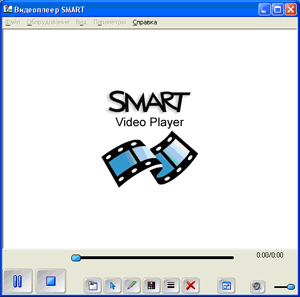 Видеоплеер SMART
Файл Оборудование Вид Параметры Справка
SMART
Video Player
0:00/0:00